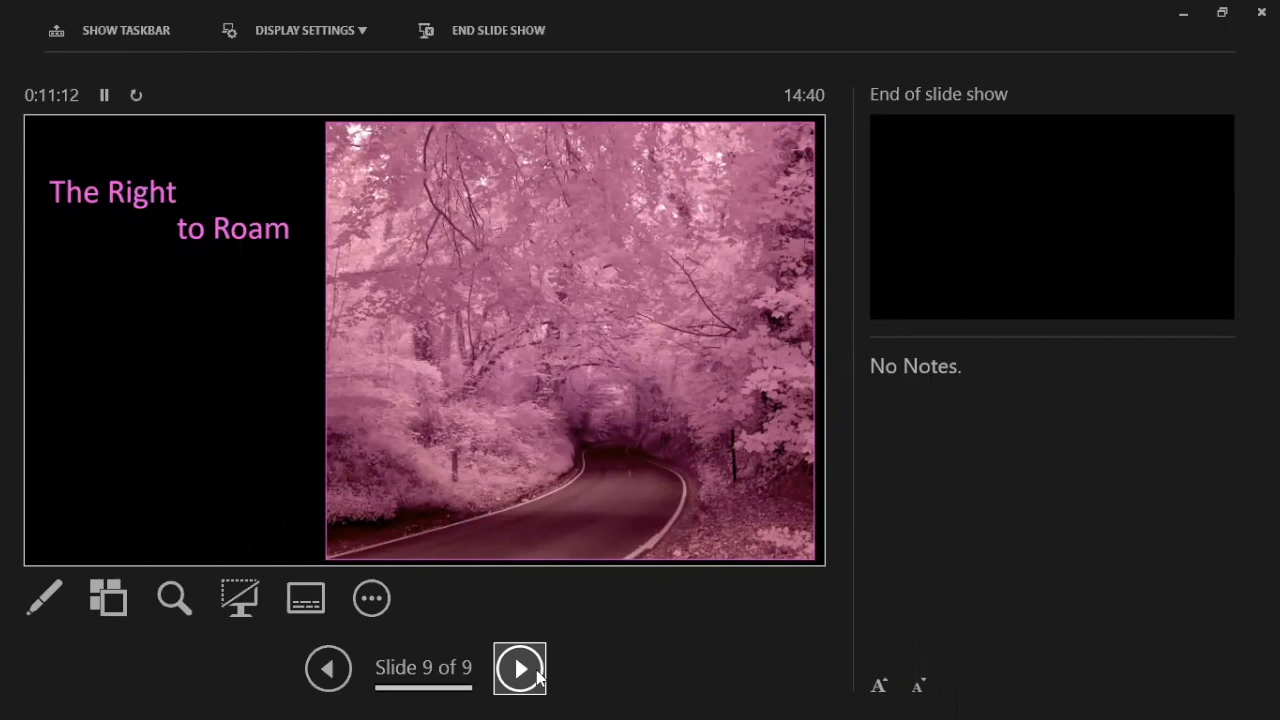 SHOW TASKBAR
DISPLAY SETTINGS ▼
END SLIDE SHOW
0:11:12
14:40
End of slide show
The Right
to Roam
No Notes.
Slide 9 of 9
A
A